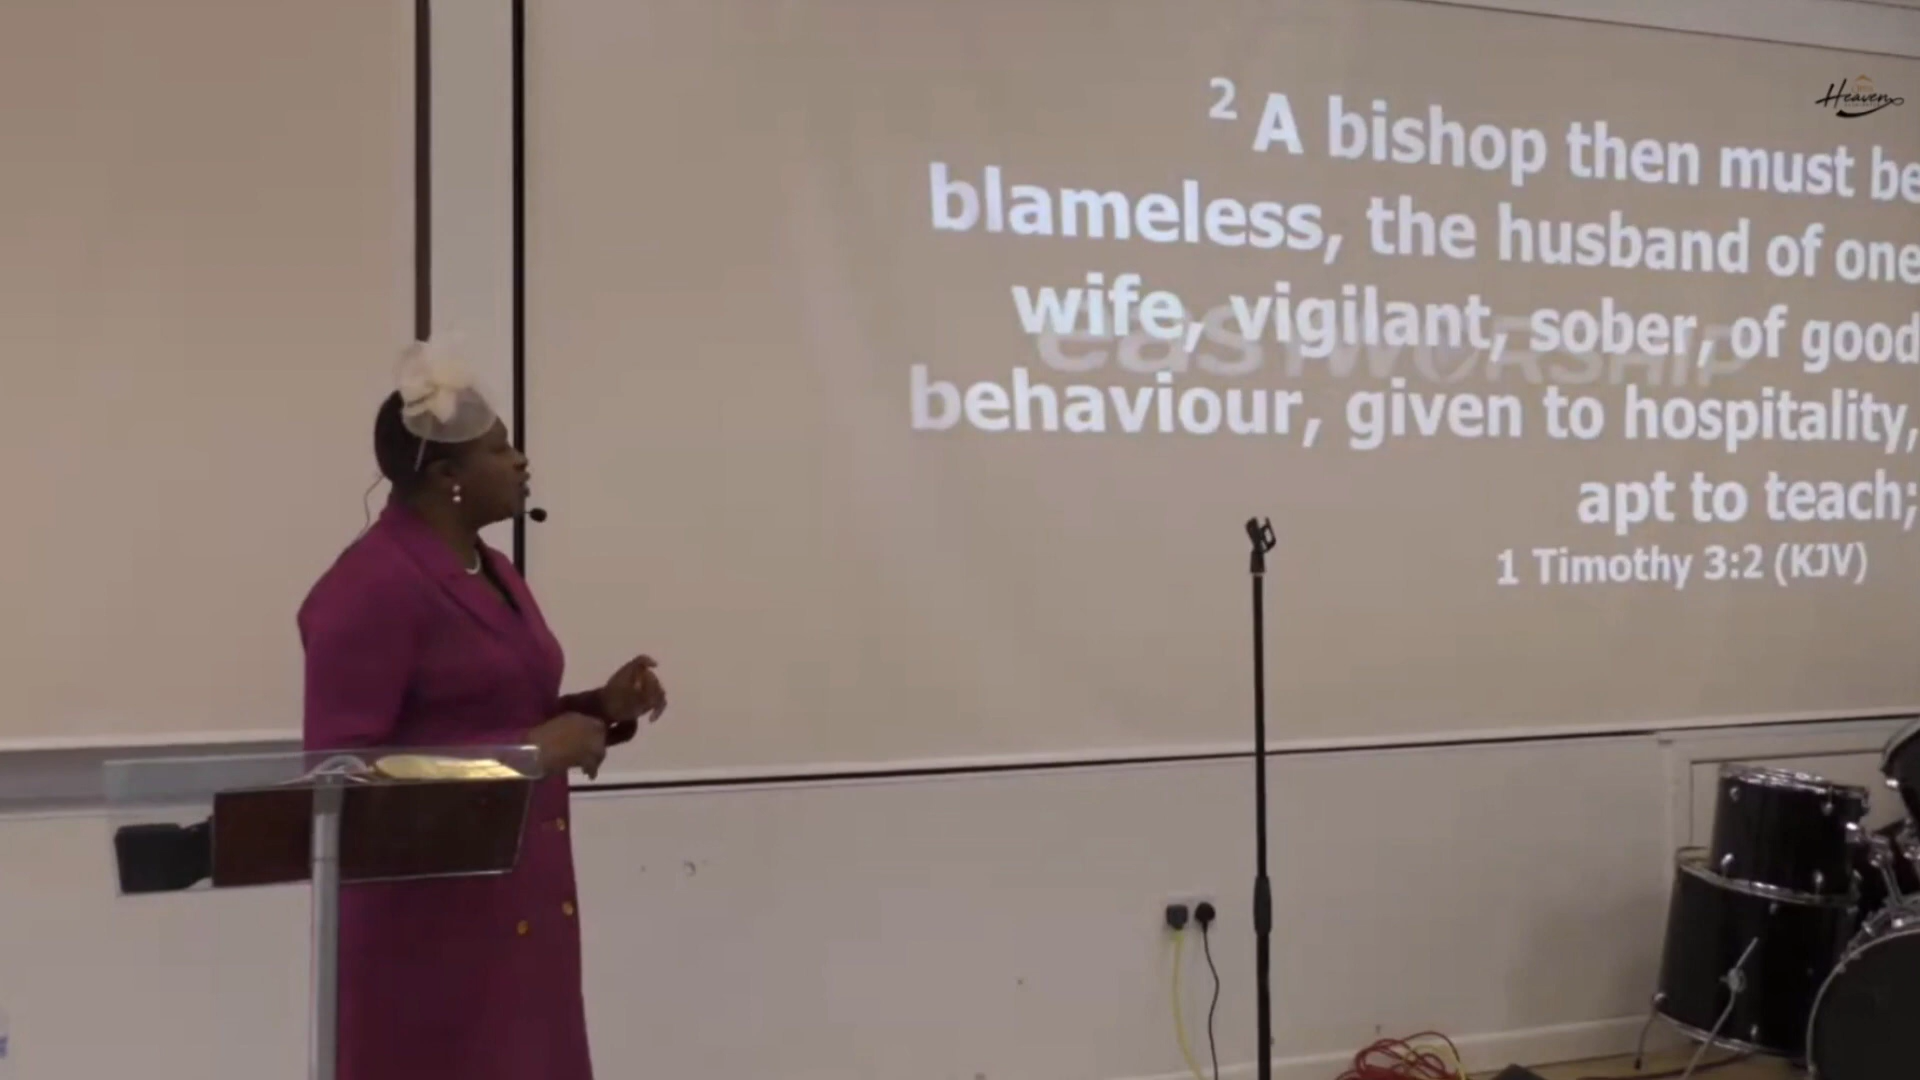 Heaven
2 A bishop then must be
blameless, the husband of one
wife, vigilant, sober, of good
easyWORSHIP
behaviour, given to hospitality,
apt to teach;
1 Timothy 3:2 (KJV)